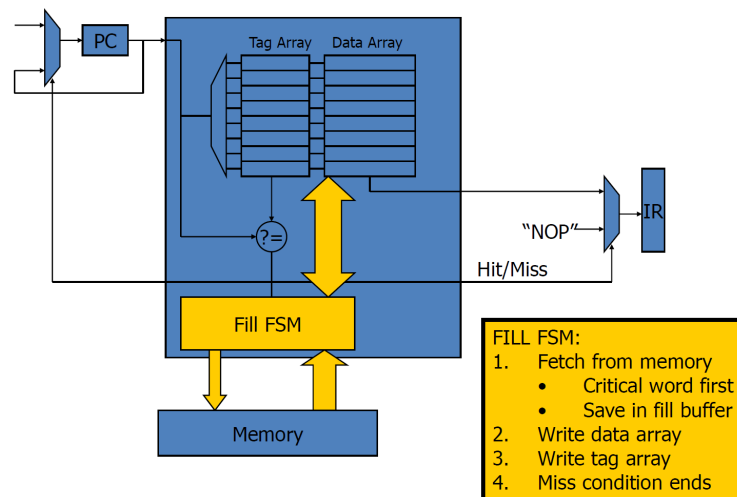 PC
Tag Array
Data Array
?=
“NOP”
IR
Hit/Miss
Fill FSM
Memory
FILL FSM:
1. Fetch from memory
• Critical word first
• Save in fill buffer
2. Write data array
3. Write tag array
4. Miss condition ends